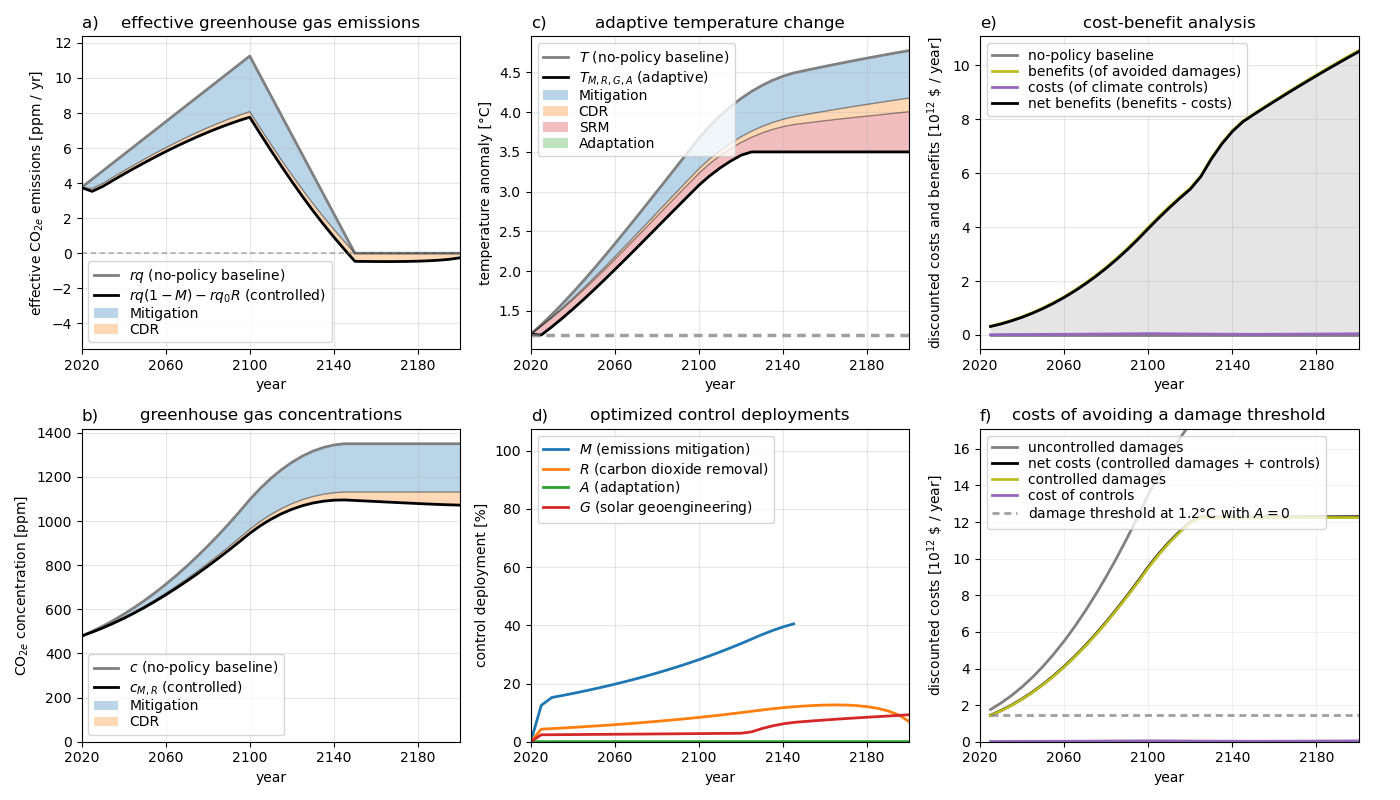 a) effective greenhouse gas emissions
effective CO2e emissions [ppm / yr]
12
10
8
6
4
2
0
−2
−4
rq (no-policy baseline)
rq(1 − M) − rq0R (controlled)
Mitigation
CDR
2020 2060 2100 2140 2180
year
c) adaptive temperature change
temperature anomaly [°C]
4.5
4.0
3.5
3.0
2.5
2.0
1.5
T (no-policy baseline)
TM,R,G,A (adaptive)
Mitigation
CDR
SRM
Adaptation
2020 2060 2100 2140 2180
year
e) cost-benefit analysis
discounted costs and benefits [10^12 $ / year]
10
8
6
4
2
0
no-policy baseline
benefits (of avoided damages)
costs (of climate controls)
net benefits (benefits - costs)
2020 2060 2100 2140 2180
year
b) greenhouse gas concentrations
CO2e concentration [ppm]
1400
1200
1000
800
600
400
200
0
c (no-policy baseline)
cM,R (controlled)
Mitigation
CDR
2020 2060 2100 2140 2180
year
d) optimized control deployments
control deployment [%]
100
80
60
40
20
0
M (emissions mitigation)
R (carbon dioxide removal)
A (adaptation)
G (solar geoengineering)
2020 2060 2100 2140 2180
year
f) costs of avoiding a damage threshold
discounted costs [10^12 $ / year]
16
14
12
10
8
6
4
2
0
uncontrolled damages
net costs (controlled damages + controls)
controlled damages
cost of controls
damage threshold at 1.2°C with A = 0
2020 2060 2100 2140 2180
year